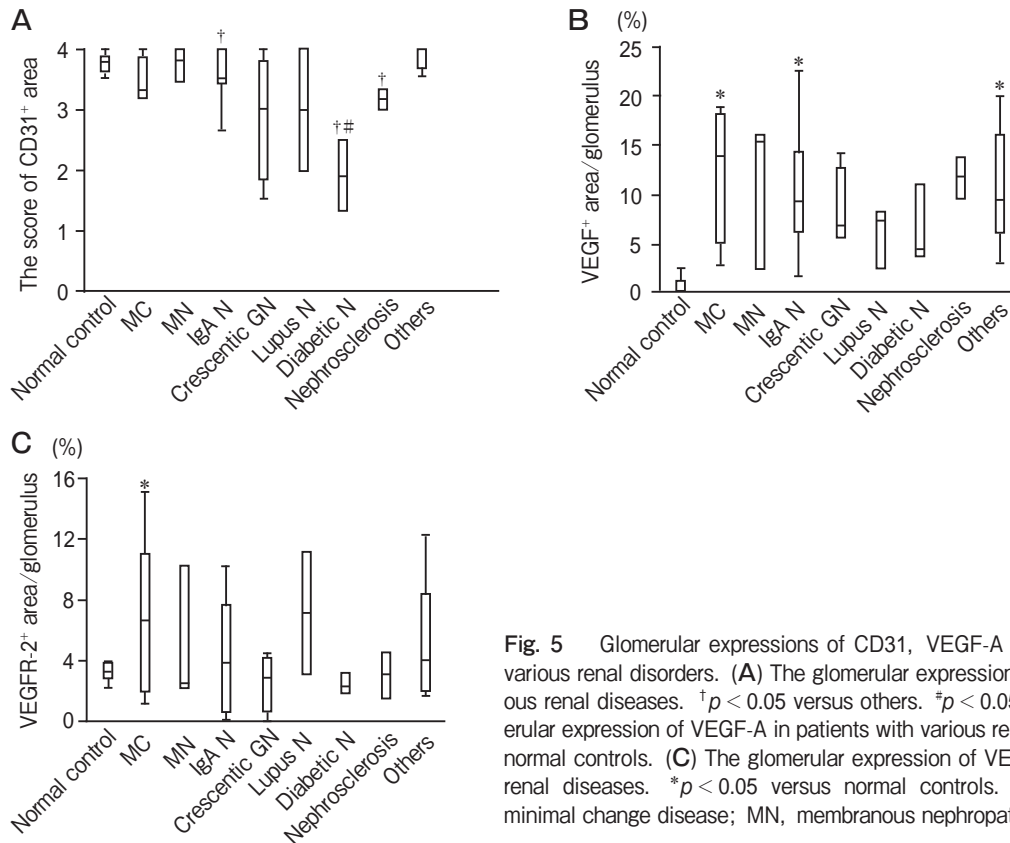 A
The score of CD31+ area
4
3
2
1
0
†
†#
†
Normal control
MC
MN
IgA N
Crescentic GN
Lupus N
Diabetic N
Nephrosclerosis
Others
B
(%)
VEGF+ area/glomerulus
25
20
15
10
5
0
*
*
*
Normal control
MC
MN
IgA N
Crescentic GN
Lupus N
Diabetic N
Nephrosclerosis
Others
C
(%)
VEGFR-2+ area/glomerulus
16
12
8
4
0
*
Normal control
MC
MN
IgA N
Crescentic GN
Lupus N
Diabetic N
Nephrosclerosis
Others
Fig. 5 Glomerular expressions of CD31, VEGF-A
various renal disorders. (A) The glomerular expression
ous renal diseases. †p < 0.05 versus others. #p < 0.05
erular expression of VEGF-A in patients with various re
normal controls. (C) The glomerular expression of VE
renal diseases. *p < 0.05 versus normal controls.
minimal change disease; MN, membranous nephropat